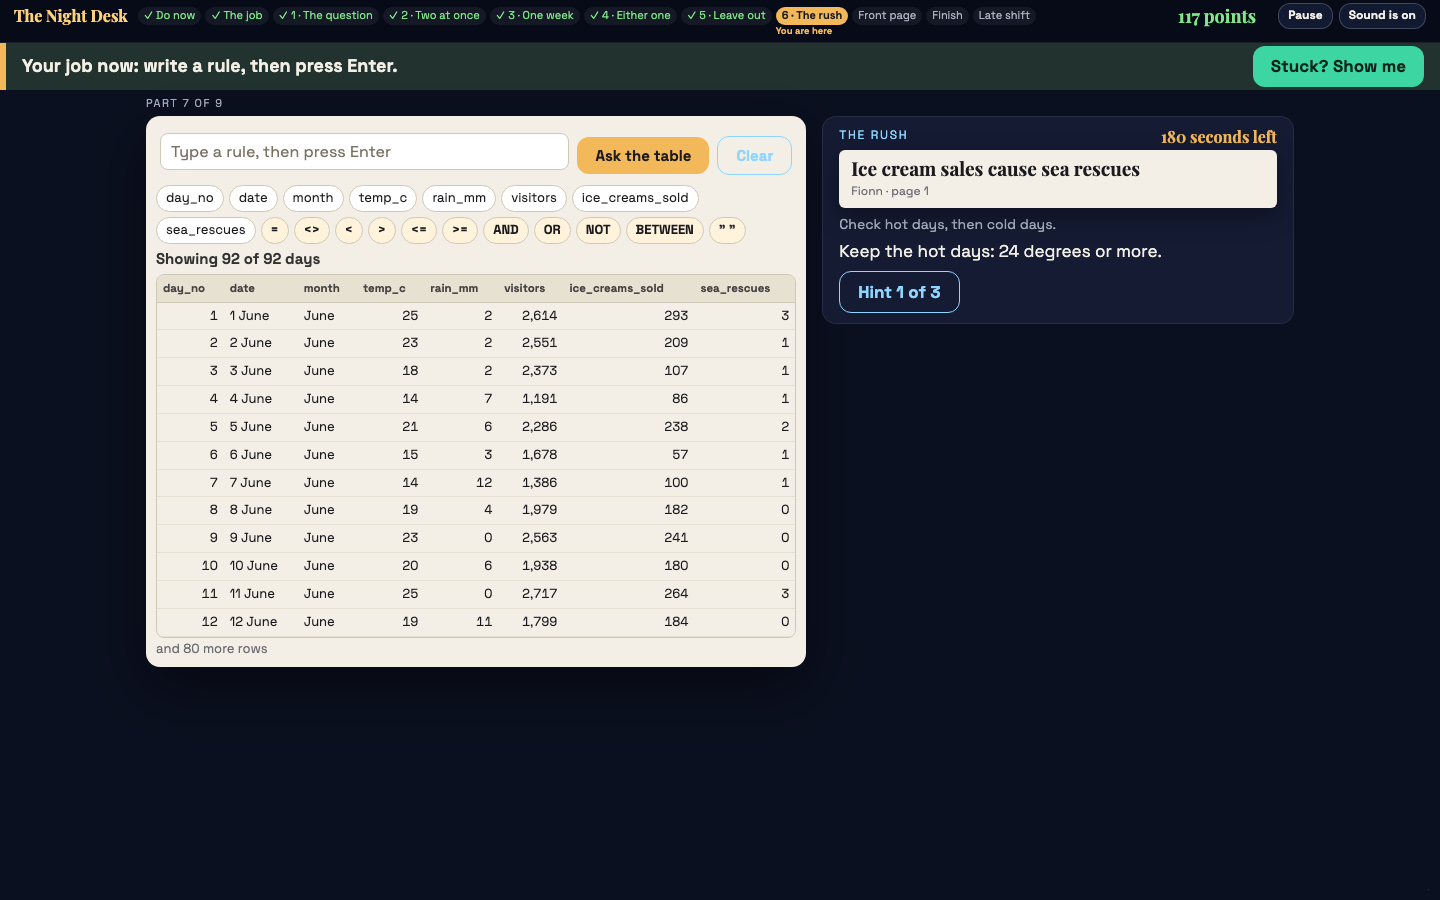 The Night Desk ✓ Do now ✓ The job ✓ 1 · The question ✓ 2 · Two at once ✓ 3 · One week ✓ 4 · Either one ✓ 5 · Leave out 6 · The rush Front page Finish Late shift 117 points Pause Sound is on
You are here
Your job now: write a rule, then press Enter. Stuck? Show me
PART 7 OF 9
Type a rule, then press Enter Ask the table Clear
day_no date month temp_c rain_mm visitors ice_creams_sold
sea_rescues = <> < > <= >= AND OR NOT BETWEEN " "
Showing 92 of 92 days
day_no date month temp_c rain_mm visitors ice_creams_sold sea_rescues
1 1 June June 25 2 2,614 293 3
2 2 June June 23 2 2,551 209 1
3 3 June June 18 2 2,373 107 1
4 4 June June 14 7 1,191 86 1
5 5 June June 21 6 2,286 238 2
6 6 June June 15 3 1,678 57 1
7 7 June June 14 12 1,386 100 1
8 8 June June 19 4 1,979 182 0
9 9 June June 23 0 2,563 241 0
10 10 June June 20 6 1,938 180 0
11 11 June June 25 0 2,717 264 3
12 12 June June 19 11 1,799 184 0
and 80 more rows
THE RUSH 180 seconds left
Ice cream sales cause sea rescues
Fionn · page 1
Check hot days, then cold days.
Keep the hot days: 24 degrees or more.
Hint 1 of 3